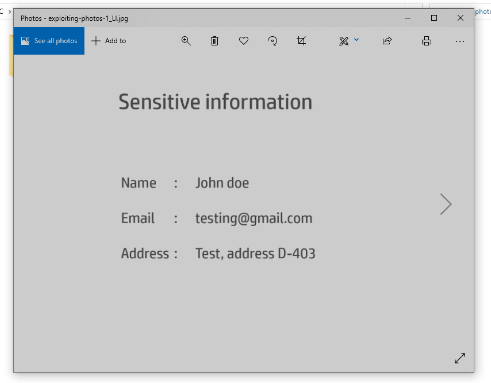 Photos - exploiting-photos-1_LI.jpg
See all photos
Add to
Sensitive information
Name : John doe
Email : testing@gmail.com
Address : Test, address D-403